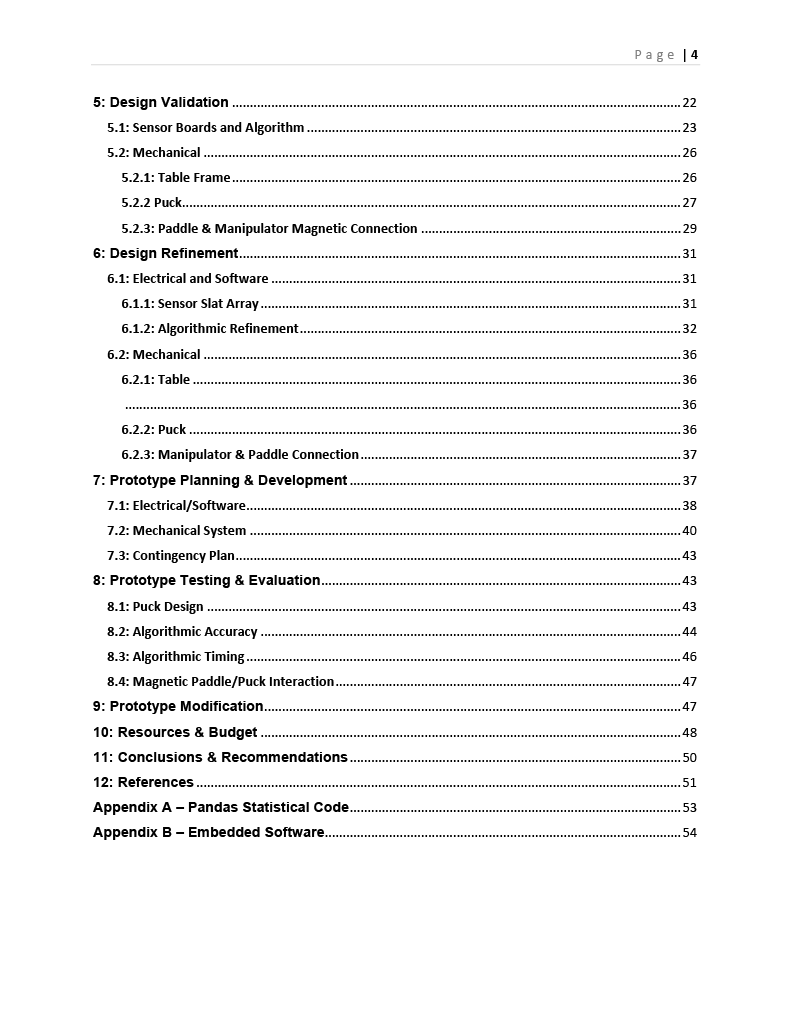 Page | 4
5: Design Validation ........ 22
5.1: Sensor Boards and Algorithm ........ 23
5.2: Mechanical ........ 26
5.2.1: Table Frame ........ 26
5.2.2 Puck ........ 27
5.2.3: Paddle & Manipulator Magnetic Connection ........ 29
6: Design Refinement ........ 31
6.1: Electrical and Software ........ 31
6.1.1: Sensor Slat Array ........ 31
6.1.2: Algorithmic Refinement ........ 32
6.2: Mechanical ........ 36
6.2.1: Table ........ 36
........ 36
6.2.2: Puck ........ 36
6.2.3: Manipulator & Paddle Connection ........ 37
7: Prototype Planning & Development ........ 37
7.1: Electrical/Software ........ 38
7.2: Mechanical System ........ 40
7.3: Contingency Plan ........ 43
8: Prototype Testing & Evaluation ........ 43
8.1: Puck Design ........ 43
8.2: Algorithmic Accuracy ........ 44
8.3: Algorithmic Timing ........ 46
8.4: Magnetic Paddle/Puck Interaction ........ 47
9: Prototype Modification ........ 47
10: Resources & Budget ........ 48
11: Conclusions & Recommendations ........ 50
12: References ........ 51
Appendix A – Pandas Statistical Code ........ 53
Appendix B – Embedded Software ........ 54